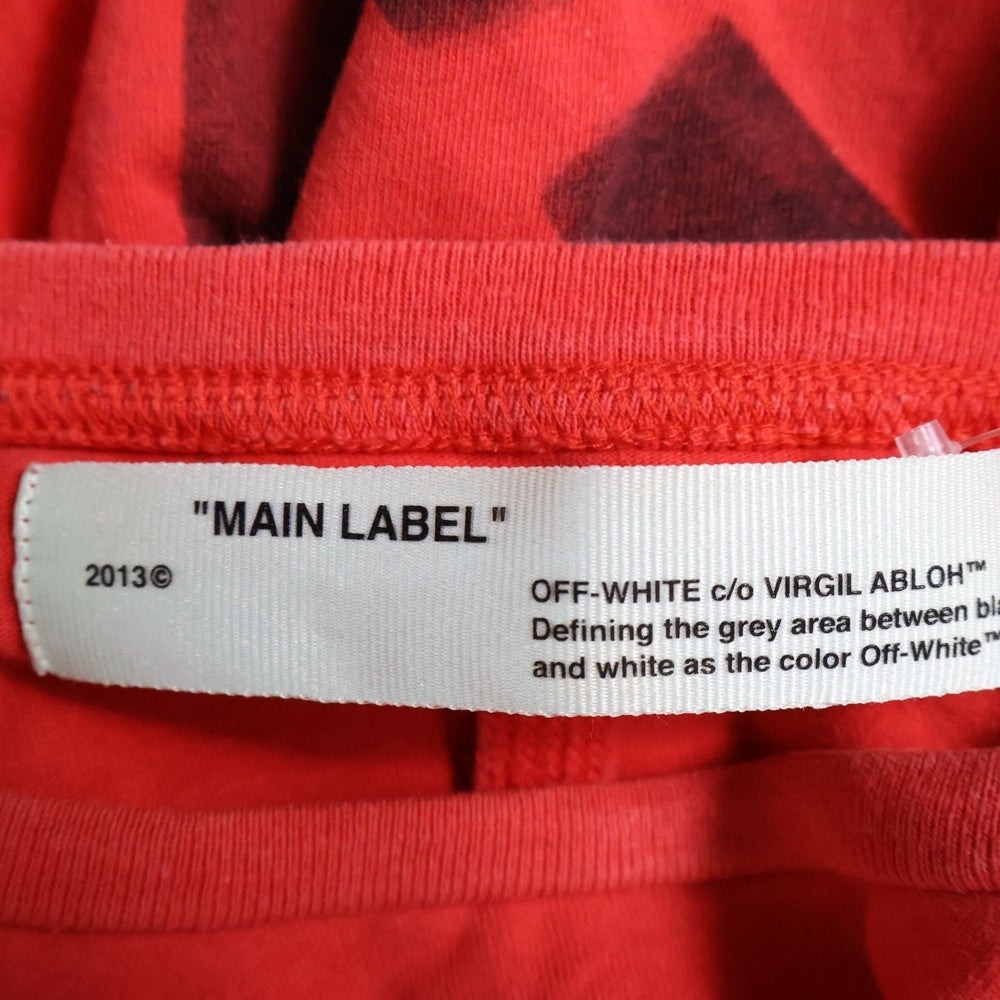 "MAIN LABEL"
2013©
OFF-WHITE c/o VIRGIL ABLOH™
Defining the grey area between
and white as the color Off-White™